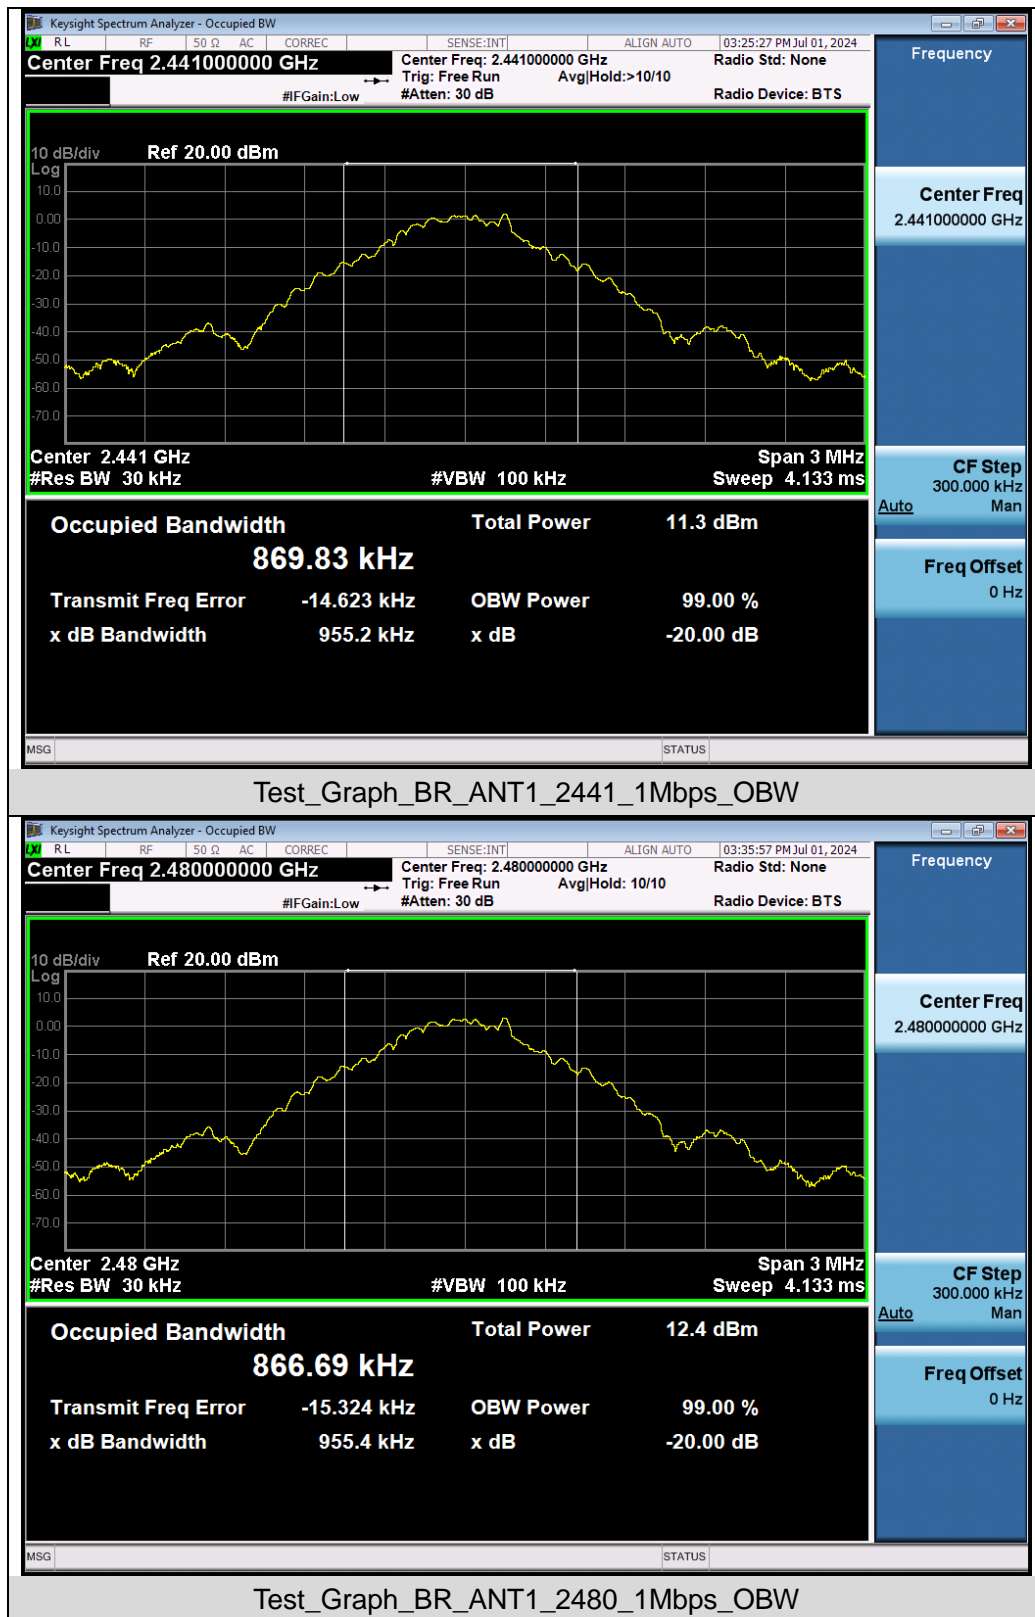 Keysight Spectrum Analyzer - Occupied BW
LXI RL RF 50 Ω AC CORREC SENSE:INT ALIGN AUTO 03:25:27 PM Jul 01, 2024
Center Freq 2.441000000 GHz Center Freq: 2.441000000 GHz Radio Std: None Frequency
Trig: Free Run Avg|Hold:>10/10
#IFGain:Low #Atten: 30 dB Radio Device: BTS
10 dB/div Ref 20.00 dBm
Log
10.0
0.00
-10.0
-20.0
-30.0
-40.0
-50.0
-60.0
-70.0
Center Freq
2.441000000 GHz
Center 2.441 GHz Span 3 MHz
#Res BW 30 kHz #VBW 100 kHz Sweep 4.133 ms
CF Step
300.000 kHz
Auto Man
Freq Offset
0 Hz
Occupied Bandwidth Total Power 11.3 dBm
869.83 kHz
Transmit Freq Error -14.623 kHz OBW Power 99.00 %
x dB Bandwidth 955.2 kHz x dB -20.00 dB
MSG STATUS
Test_Graph_BR_ANT1_2441_1Mbps_OBW
Keysight Spectrum Analyzer - Occupied BW
LXI RL RF 50 Ω AC CORREC SENSE:INT ALIGN AUTO 03:35:57 PM Jul 01, 2024
Center Freq 2.480000000 GHz Center Freq: 2.480000000 GHz Radio Std: None Frequency
Trig: Free Run Avg|Hold: 10/10
#IFGain:Low #Atten: 30 dB Radio Device: BTS
10 dB/div Ref 20.00 dBm
Log
10.0
0.00
-10.0
-20.0
-30.0
-40.0
-50.0
-60.0
-70.0
Center Freq
2.480000000 GHz
Center 2.48 GHz Span 3 MHz
#Res BW 30 kHz #VBW 100 kHz Sweep 4.133 ms
CF Step
300.000 kHz
Auto Man
Freq Offset
0 Hz
Occupied Bandwidth Total Power 12.4 dBm
866.69 kHz
Transmit Freq Error -15.324 kHz OBW Power 99.00 %
x dB Bandwidth 955.4 kHz x dB -20.00 dB
MSG STATUS
Test_Graph_BR_ANT1_2480_1Mbps_OBW